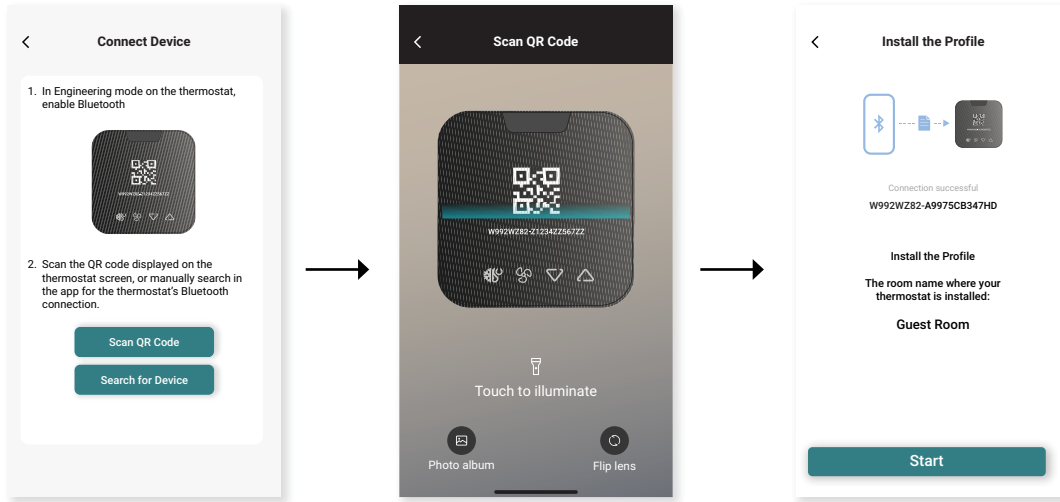 Connect Device
1. In Engineering mode on the thermostat,
enable Bluetooth
W992WZ82-Z1234ZZ567ZZ
2. Scan the QR code displayed on the
thermostat screen, or manually search in
the app for the thermostat's Bluetooth
connection.
Scan QR Code
Search for Device
Scan QR Code
W992WZ82-Z1234ZZ567ZZ
Touch to illuminate
Photo album
Flip lens
Install the Profile
Connection successful
W992WZ82-A9975CB347HD
Install the Profile
The room name where your
thermostat is installed:
Guest Room
Start